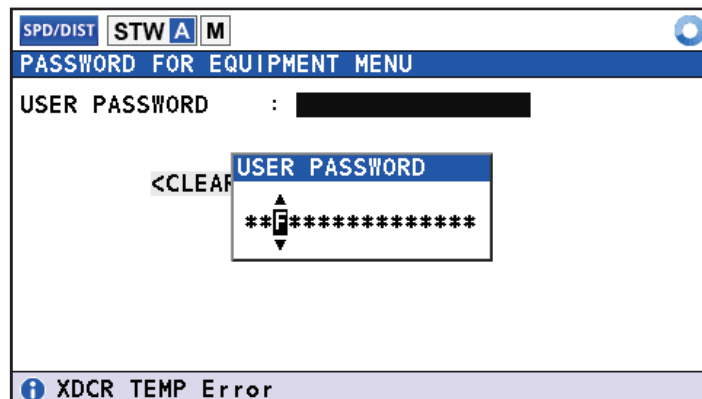 SPD/DIST STW A M
PASSWORD FOR EQUIPMENT MENU
USER PASSWORD :
<CLEAR
USER PASSWORD
**F*************
XDCR TEMP Error